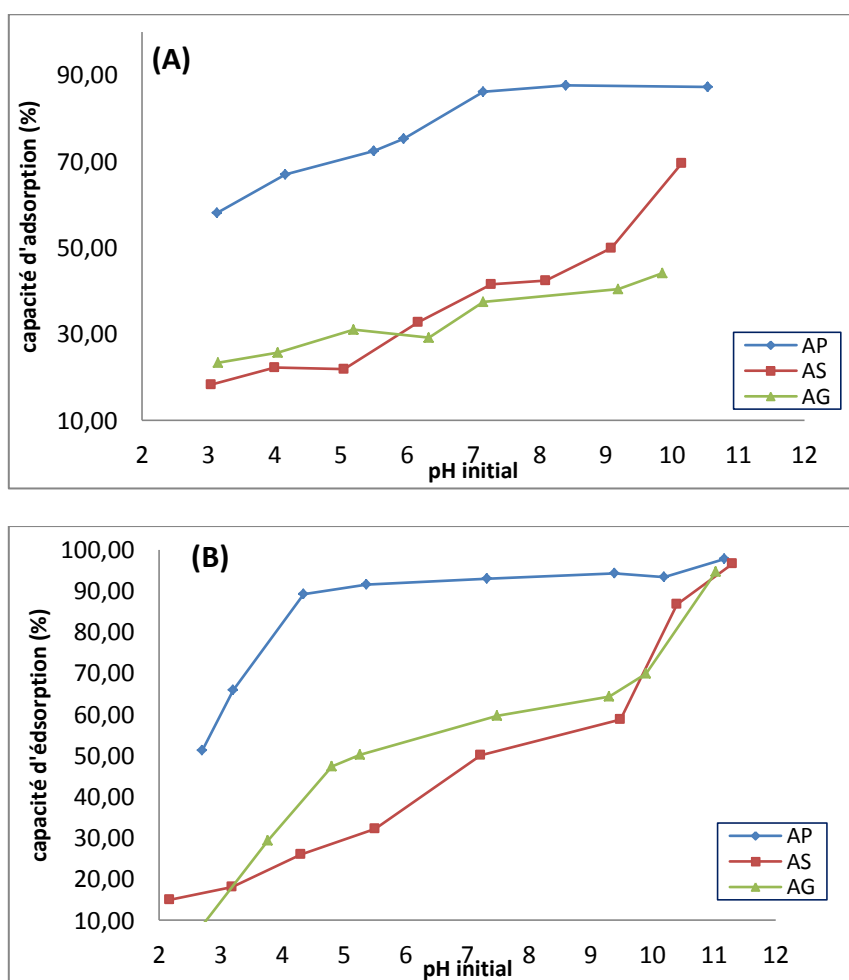 (A)
capacité d'adsorption (%)
90,00
70,00
50,00
30,00
10,00
2 3 4 5 6 7 8 9 10 11 12
pH initial
AP
AS
AG
(B)
capacité d'édsorption (%)
100,00
90,00
80,00
70,00
60,00
50,00
40,00
30,00
20,00
10,00
2 3 4 5 6 7 8 9 10 11 12
pH initial
AP
AS
AG